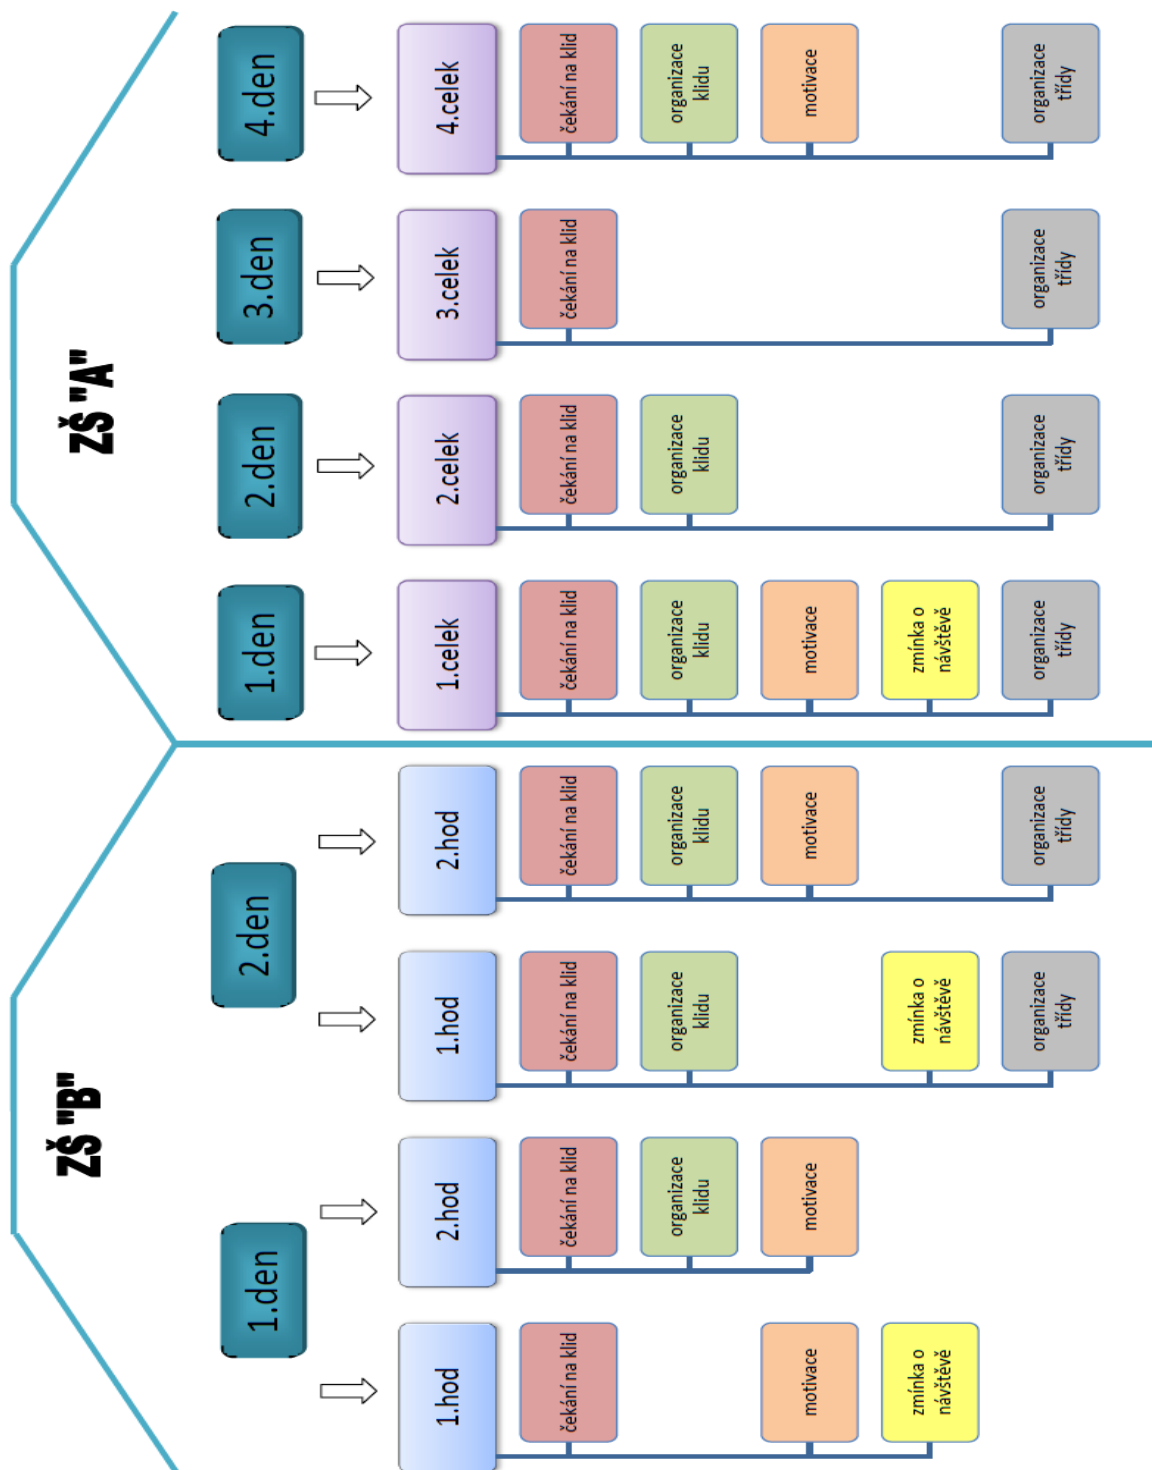 ZŠ "B"
ZŠ "A"
1.den
2.den
1.den
2.den
3.den
4.den
1.hod
2.hod
1.hod
2.hod
1.celek
2.celek
3.celek
4.celek
čekání na klid
čekání na klid
čekání na klid
čekání na klid
čekání na klid
čekání na klid
čekání na klid
čekání na klid
organizace
klidu
organizace
klidu
organizace
klidu
organizace
klidu
organizace
klidu
organizace
klidu
motivace
motivace
motivace
motivace
motivace
zmínka o
návštěvě
zmínka o
návštěvě
zmínka o
návštěvě
organizace
třídy
organizace
třídy
organizace
třídy
organizace
třídy
organizace
třídy
organizace
třídy